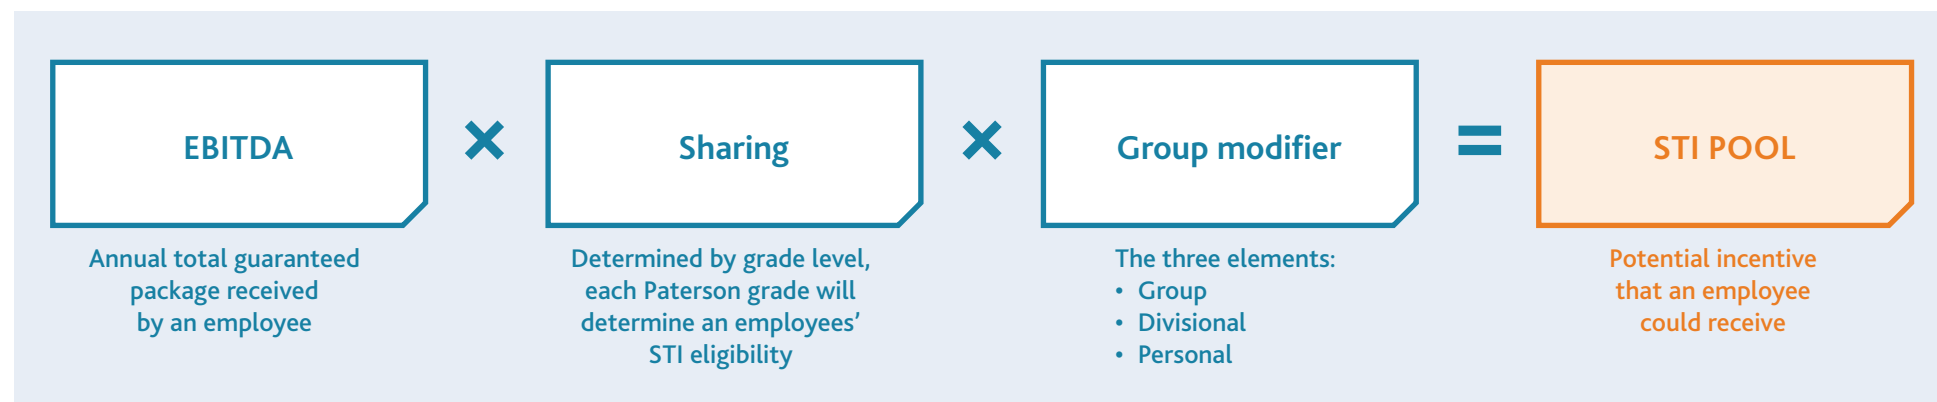 EBITDA
×
Sharing
×
Group modifier
=
STI POOL
Annual total guaranteed
package received
by an employee
Determined by grade level,
each Paterson grade will
determine an employees’
STI eligibility
The three elements:
• Group
• Divisional
• Personal
Potential incentive
that an employee
could receive